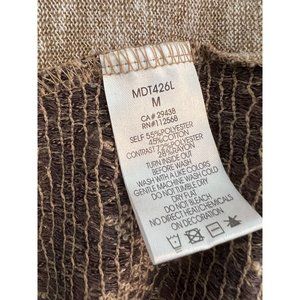 MDT426L
M
CA# 29438
RN# 112568
SELF 55% POLYESTER
45% COTTON
CONTRAST POLYESTER
RAYON
TURN INSIDE OUT
BEFORE WASH
WASH WITH LIKE COLORS
GENTLE MACHINE WASH COLD
DO NOT TUMBLE DRY
DRY FLAT
DO NOT BLEACH
NO DIRECT HEAT/CHEMICALS
ON DECORATION